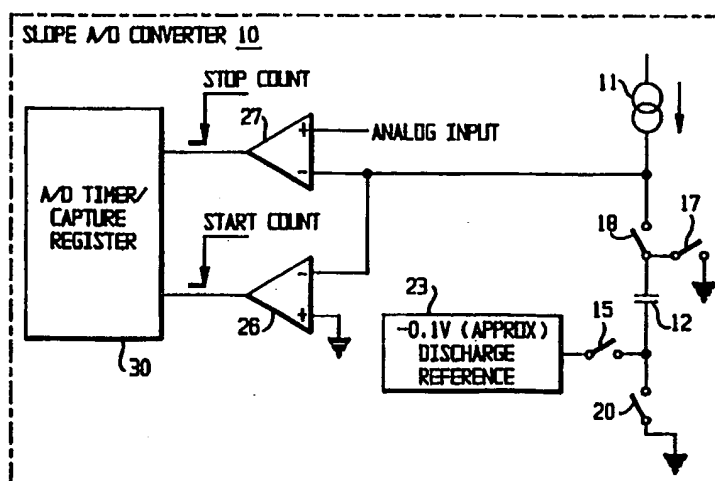 SLOPE A/D CONVERTER 10
STOP COUNT
11
27
+
ANALOG INPUT
-
A/D TIMER/
CAPTURE
REGISTER
START COUNT
18
17
-
+
26
23
12
-0.1V (APPROX)
DISCHARGE
REFERENCE
15
30
20